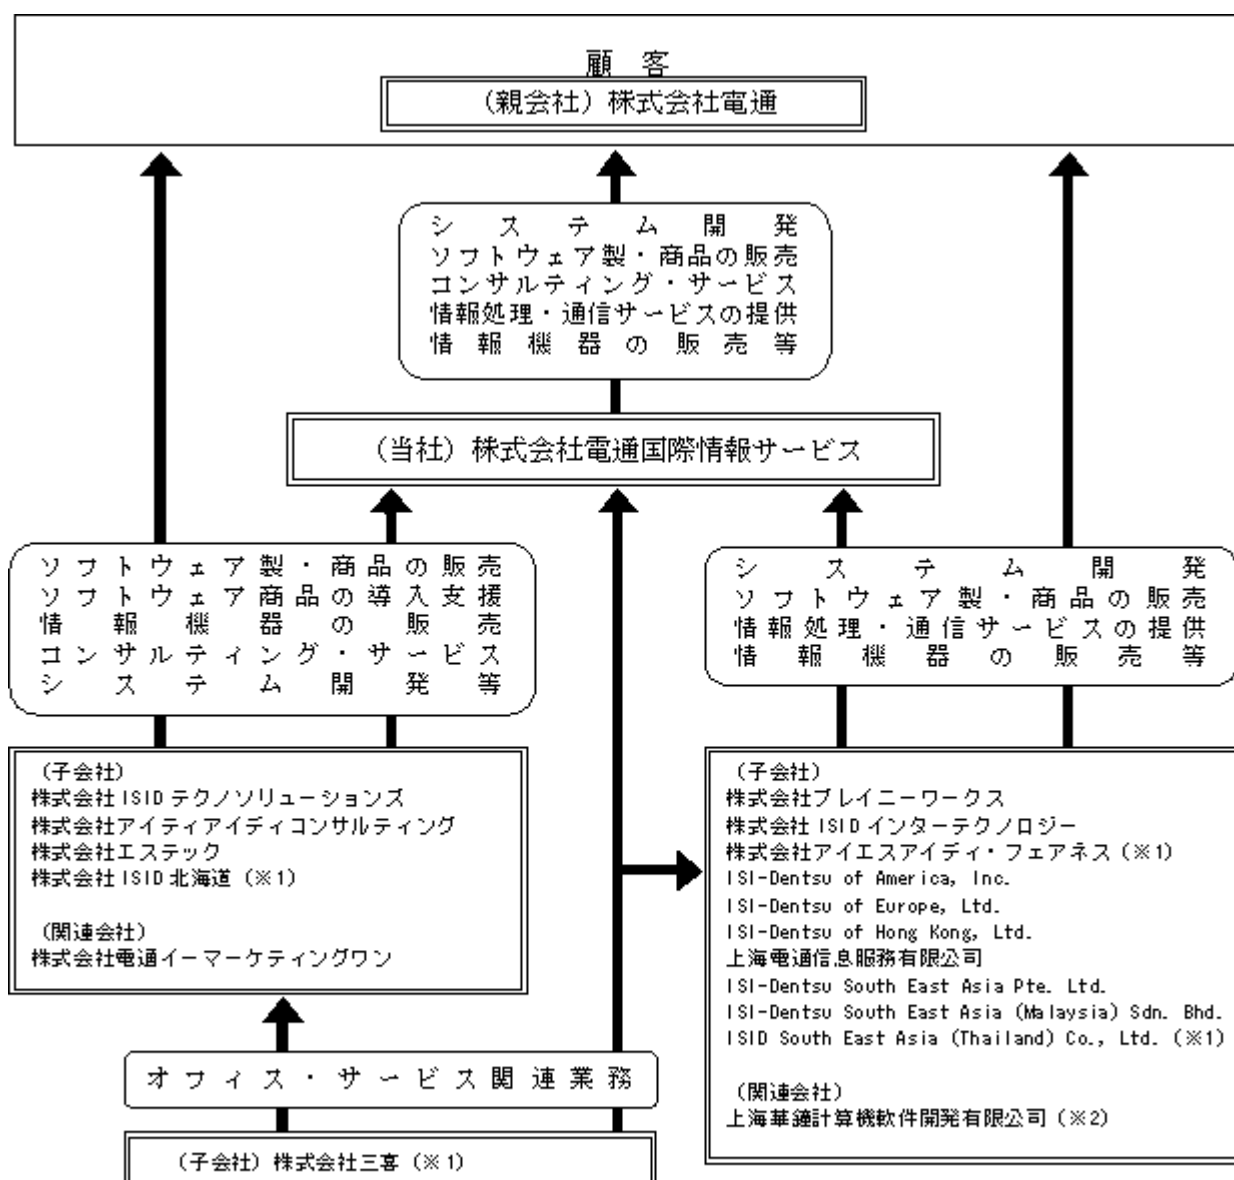 顧客
(親会社) 株式会社電通
システム開発
ソフトウェア製・商品の販売
コンサルティング・サービス
情報処理・通信サービスの提供
情報機器の販売等
(当社) 株式会社電通国際情報サービス
ソフトウェア製・商品の販売
ソフトウェア商品の導入支援
情報機器の販売
コンサルティング・サービス
システム開発等
システム開発
ソフトウェア製・商品の販売
情報処理・通信サービスの提供
情報機器の販売等
(子会社)
株式会社 ISID テクノソリューションズ
株式会社アイティアイディコンサルティング
株式会社エステック
株式会社 ISID 北海道 (※1)
(関連会社)
株式会社電通イーマーケティングワン
(子会社)
株式会社ブレイニーワークス
株式会社 ISID インターテクノロジー
株式会社アイエスアイディ・フェアネス (※1)
ISI-Dentsu of America, Inc.
ISI-Dentsu of Europe, Ltd.
ISI-Dentsu of Hong Kong, Ltd.
上海電通信息服務有限公司
ISI-Dentsu South East Asia Pte. Ltd.
ISI-Dentsu South East Asia (Malaysia) Sdn. Bhd.
ISID South East Asia (Thailand) Co., Ltd. (※1)
(関連会社)
上海華鐘計算機軟件開発有限公司 (※2)
オフィス・サービス関連業務
(子会社) 株式会社三喜 (※1)